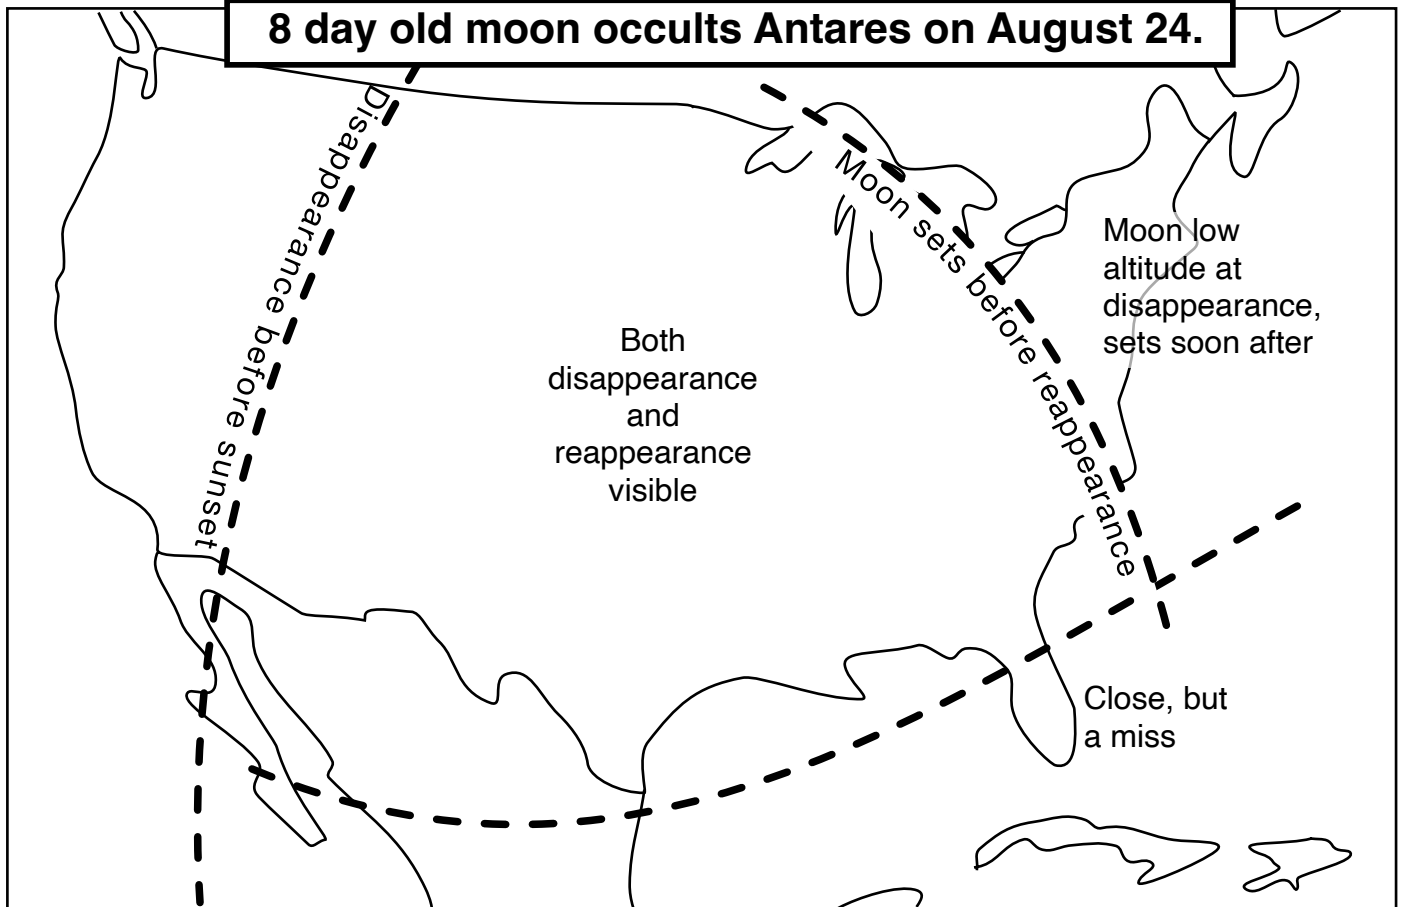 8 day old moon occults Antares on August 24.
Disappearance before sunset
Moon sets before reappearance
Moon low
altitude at
disappearance,
sets soon after
Both
disappearance
and
reappearance
visible
Close, but
a miss